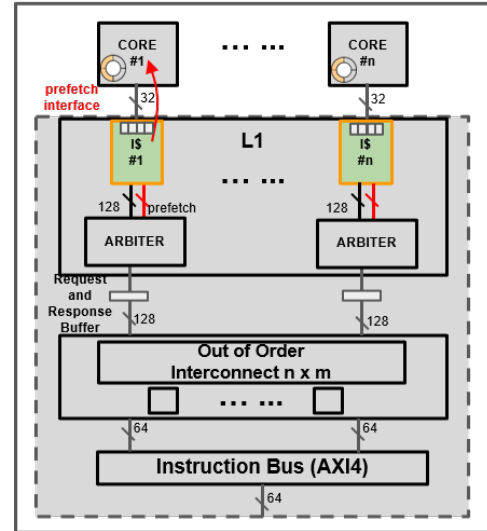 CORE
#1
... ...
CORE
#n
prefetch
interface
32
32
I$
#1
L1
I$
#n
... ...
128
prefetch
128
ARBITER
ARBITER
Request
and
Response
Buffer
128
128
Out of Order
Interconnect n x m
... ...
64
64
Instruction Bus (AXI4)
64